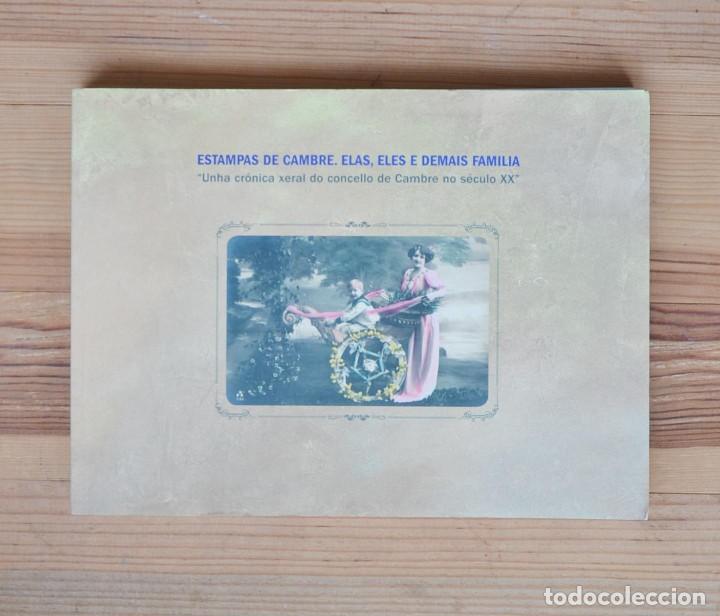 ESTAMPAS DE CAMBRE. ELAS, ELES E DEMAIS FAMILIA
"Unha crónica xeral do concello de Cambre no século XX"
todocoleccion